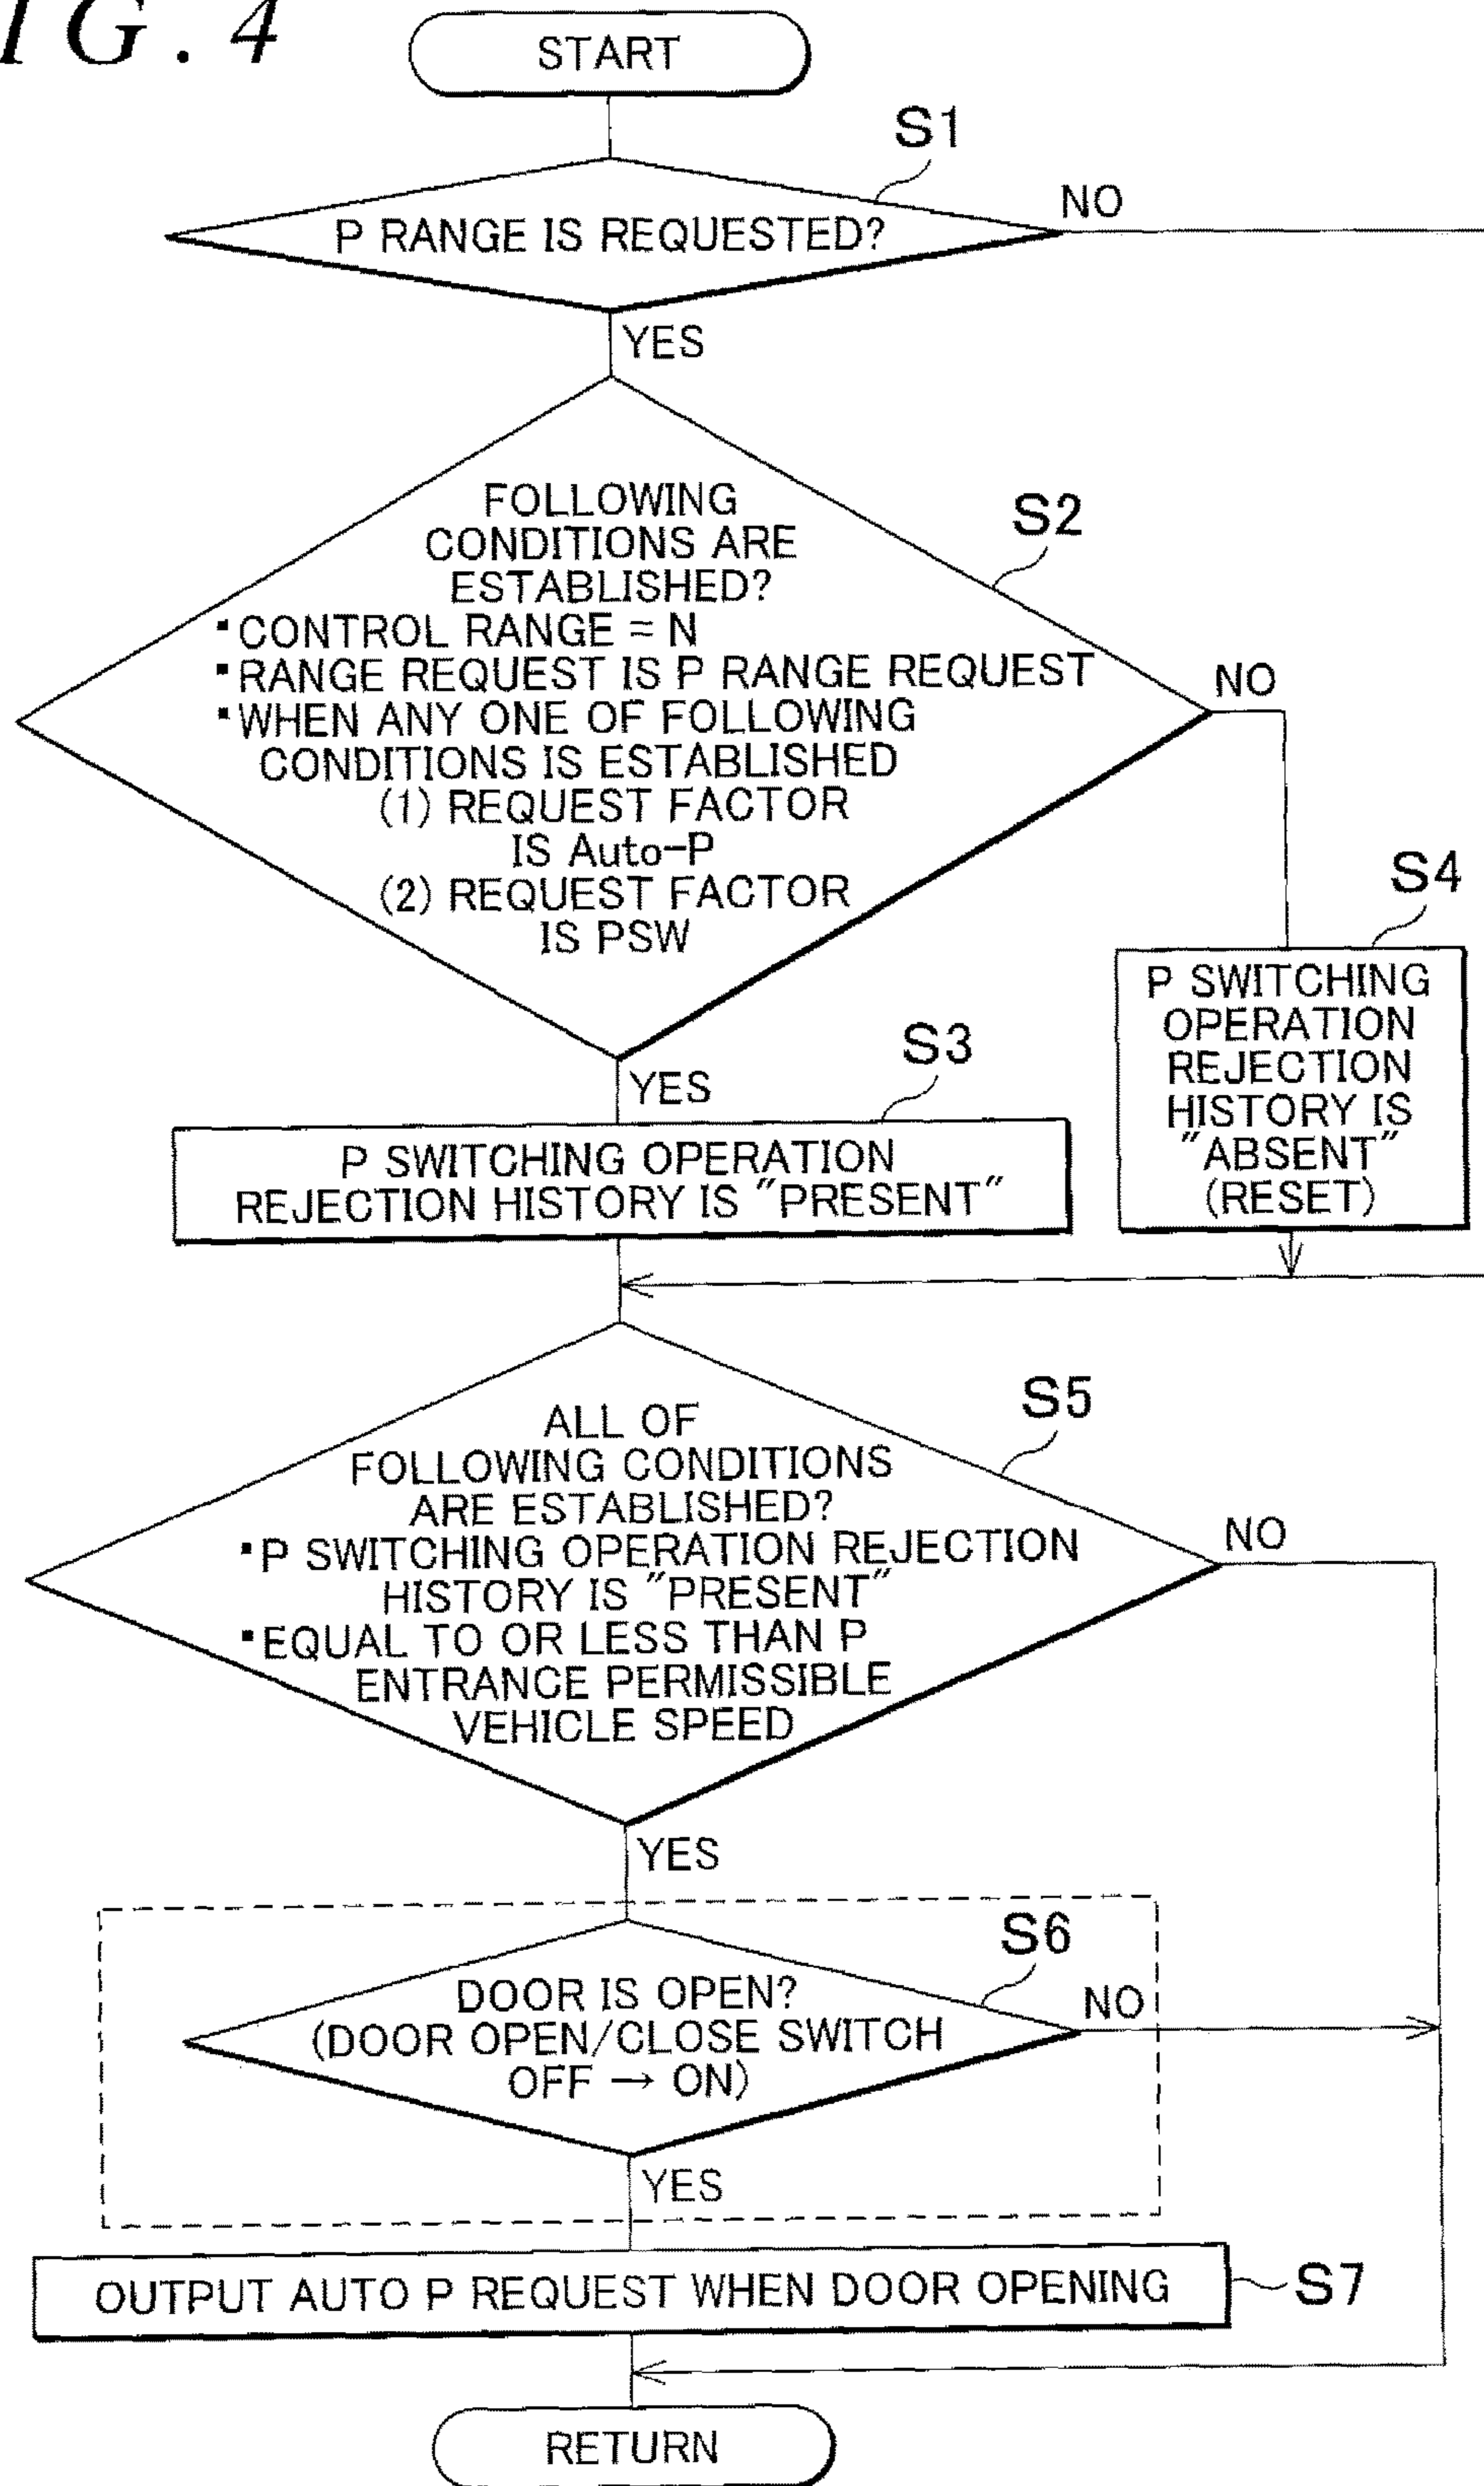 IG. 4
START
S1
P RANGE IS REQUESTED?
NO
YES
FOLLOWING
CONDITIONS ARE
ESTABLISHED?
S2
▪CONTROL RANGE = N
▪RANGE REQUEST IS P RANGE REQUEST
NO
▪WHEN ANY ONE OF FOLLOWING
CONDITIONS IS ESTABLISHED
(1) REQUEST FACTOR
IS Auto-P
(2) REQUEST FACTOR
IS PSW
YES
S3
P SWITCHING OPERATION
REJECTION HISTORY IS "PRESENT"
S4
P SWITCHING
OPERATION
REJECTION
HISTORY IS
"ABSENT"
(RESET)
S5
ALL OF
FOLLOWING CONDITIONS
ARE ESTABLISHED?
▪P SWITCHING OPERATION REJECTION
HISTORY IS "PRESENT"
▪EQUAL TO OR LESS THAN P
ENTRANCE PERMISSIBLE
VEHICLE SPEED
NO
YES
S6
DOOR IS OPEN?
(DOOR OPEN/CLOSE SWITCH
OFF → ON)
NO
YES
OUTPUT AUTO P REQUEST WHEN DOOR OPENING
S7
RETURN